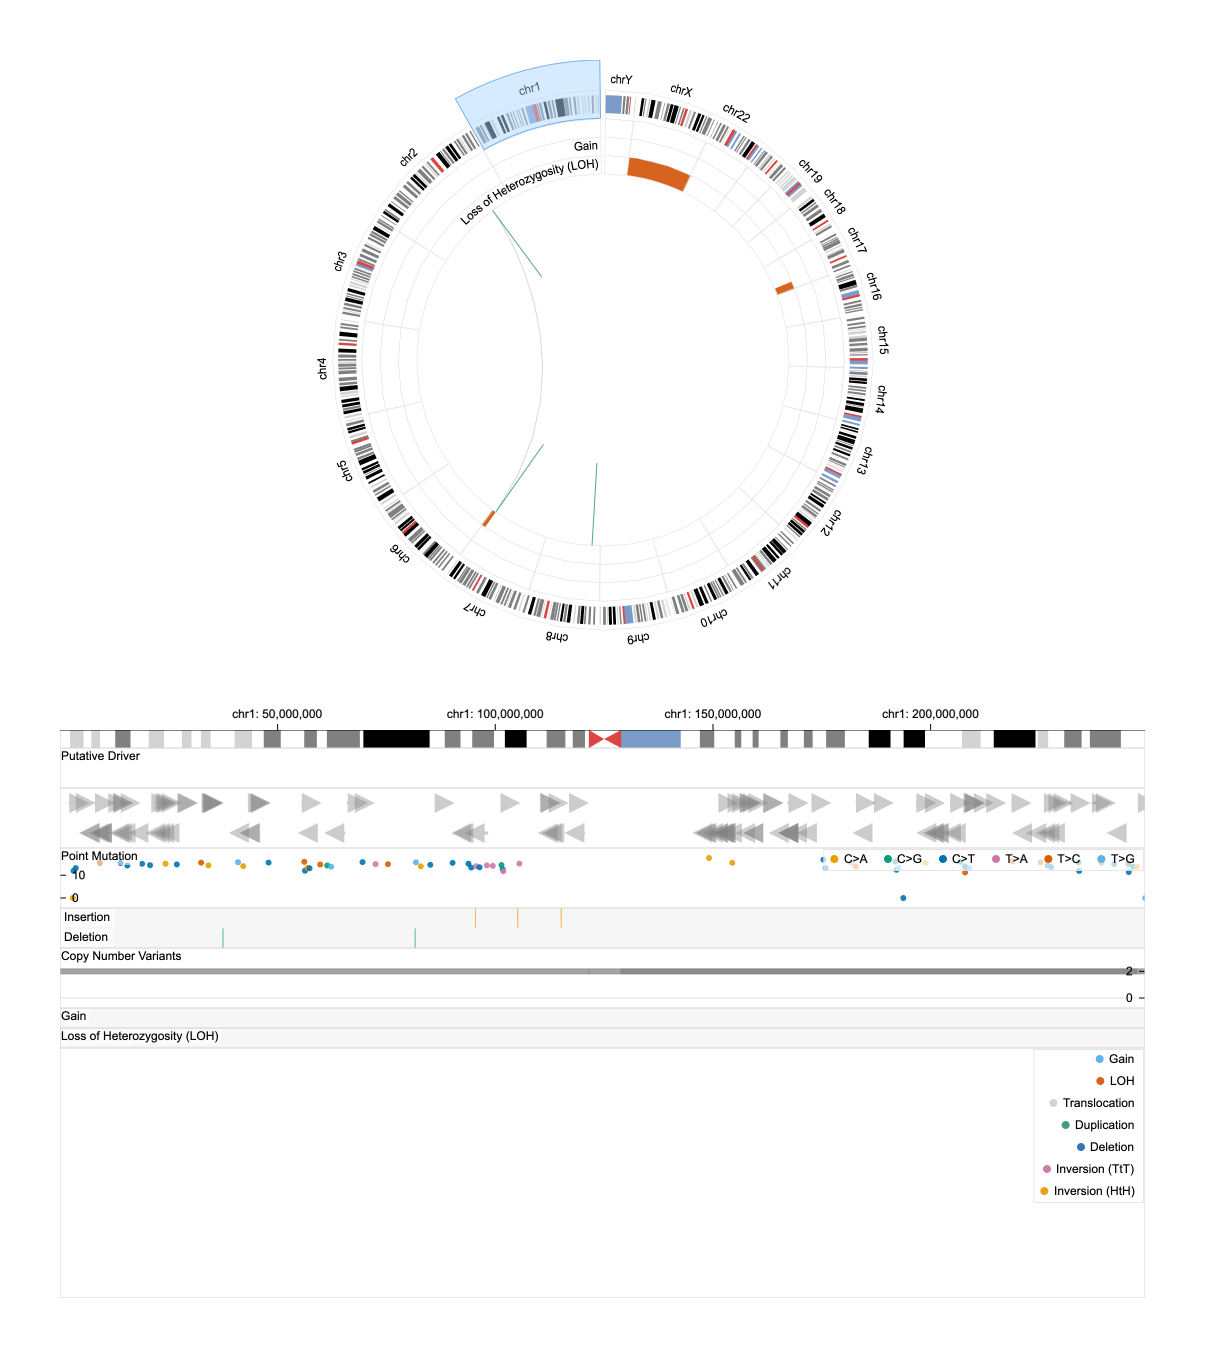 chr1
chrY
chrX
chr22
chr19
chr18
chr17
chr16
chr15
chr14
chr13
chr12
chr11
chr10
chr9
chr8
chr7
chr6
chr5
chr4
chr3
chr2
Gain
Loss of Heterozygosity (LOH)
chr1: 50,000,000 chr1: 100,000,000 chr1: 150,000,000 chr1: 200,000,000
Putative Driver
Point Mutation
C>A C>G C>T T>A T>C T>G
10
0
Insertion
Deletion
Copy Number Variants
2
0
Gain
Loss of Heterozygosity (LOH)
Gain
LOH
Translocation
Duplication
Deletion
Inversion (TtT)
Inversion (HtH)